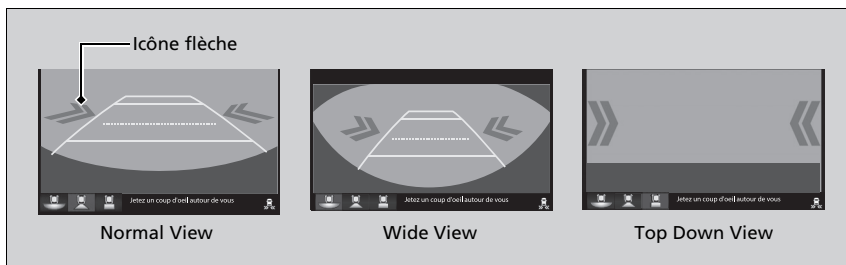 Icône flèche
Jetez un coup d'oeil autour de vous
Jetez un coup d'oeil autour de vous
Jetez un coup d'oeil autour de vous
Normal View
Wide View
Top Down View